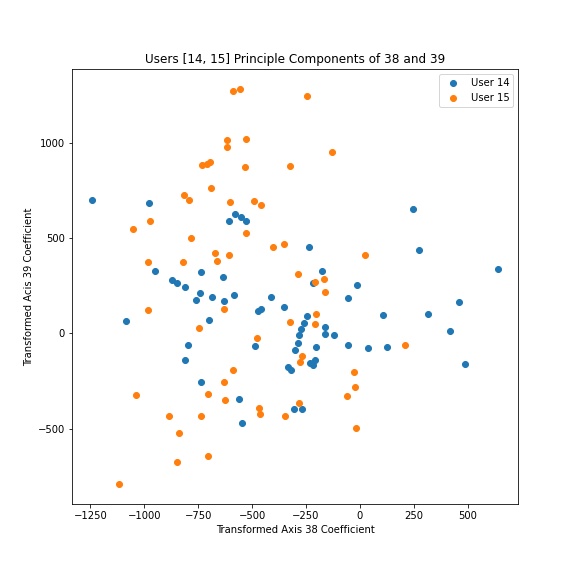 Users [14, 15] Principle Components of 38 and 39
User 14
User 15
Transformed Acis 39 Coefficient
1000
500
0
−500
−1250
−1000
−750
−500
−250
0
250
500
Transformed Axis 38 Coefficient